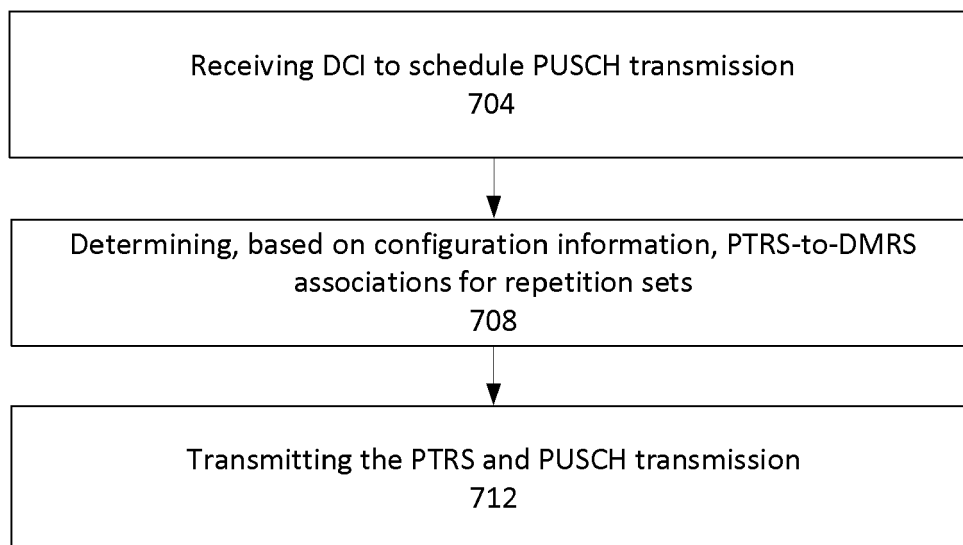 Receiving DCI to schedule PUSCH transmission
704
Determining, based on configuration information, PTRS-to-DMRS
associations for repetition sets
708
Transmitting the PTRS and PUSCH transmission
712